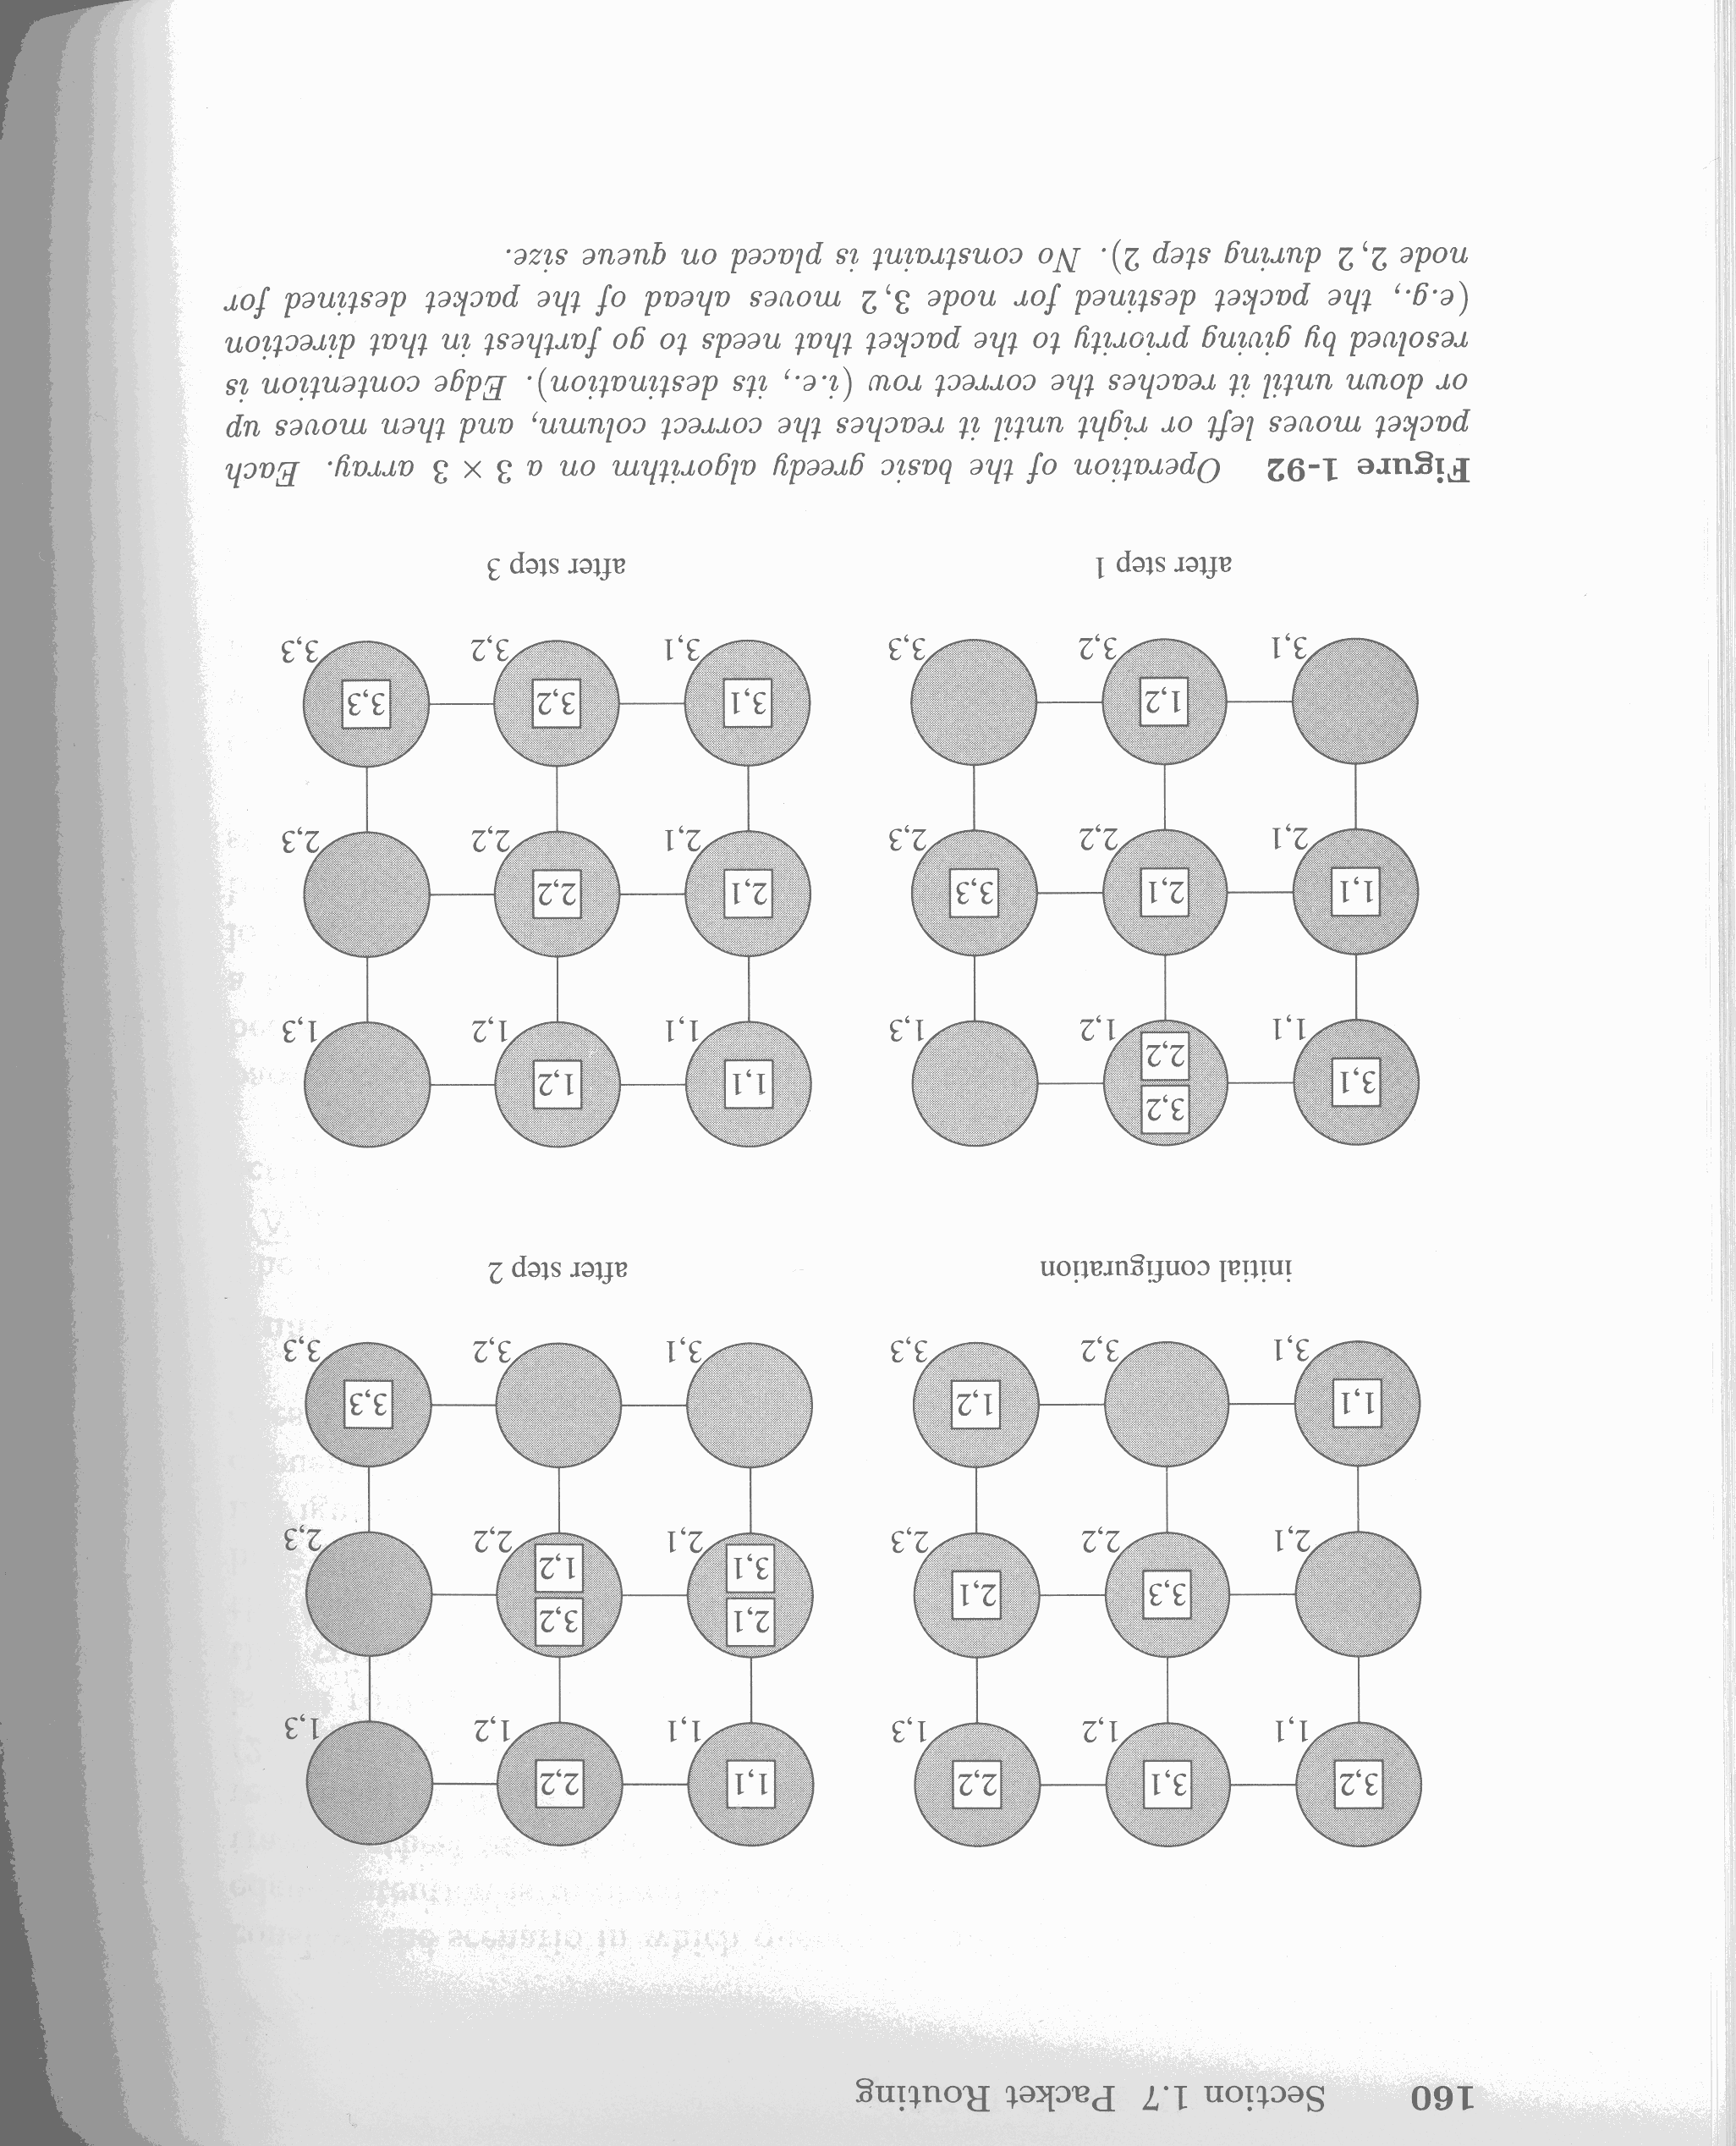 160 Section 1.7 Packet Routing
3,2 3,1 2,2
1,1 1,2 1,3
3,3 2,1
2,1 2,2 2,3
1,1 1,2
3,1 3,2 3,3
initial configuration
1,1 2,2
1,1 1,2 1,3
2,1 3,2
3,1 1,2
2,1 2,2 2,3
3,3
3,1 3,2 3,3
after step 2
3,2
3,1 2,2
1,1 1,2 1,3
1,1 2,1 3,3
2,1 2,2 2,3
1,2
3,1 3,2 3,3
after step 1
1,1 1,2
1,1 1,2 1,3
2,1 2,2
2,1 2,2 2,3
3,1 3,2 3,3
3,1 3,2 3,3
after step 3
Figure 1-92 Operation of the basic greedy algorithm on a 3 × 3 array. Each
packet moves left or right until it reaches the correct column, and then moves up
or down until it reaches the correct row (i.e., its destination). Edge contention is
resolved by giving priority to the packet that needs to go farthest in that direction
(e.g., the packet destined for node 3,2 moves ahead of the packet destined for
node 2,2 during step 2). No constraint is placed on queue size.